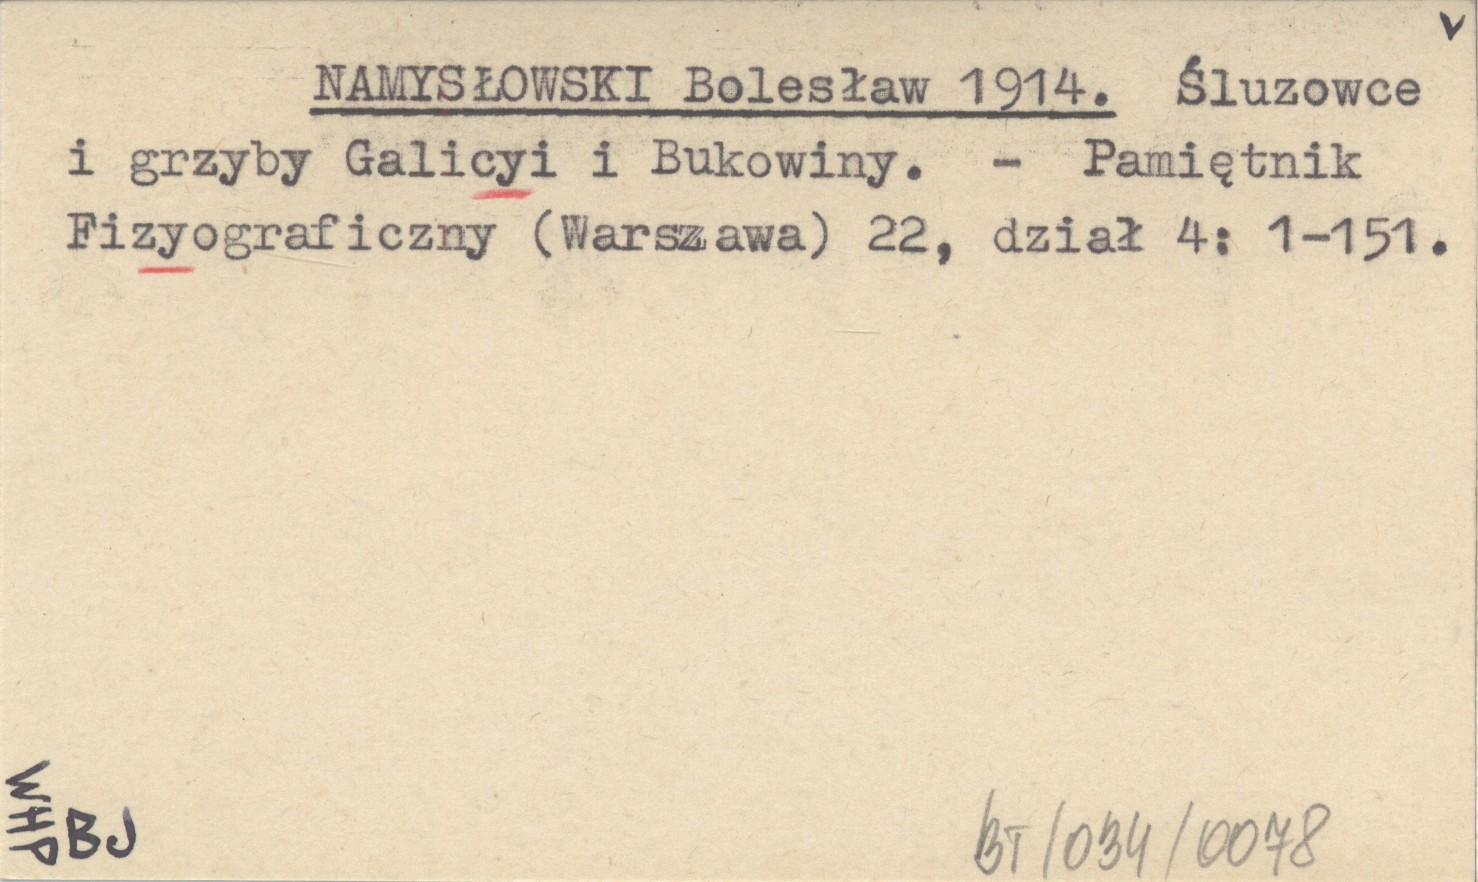 v
NAMYSŁOWSKI Bolesław 1914. Śluzowce
i grzyby Galicyi i Bukowiny. - Pamiętnik
Fizyograficzny (Warszawa) 22, dział 4: 1-151.
WHP
BJ
BT/034/0078